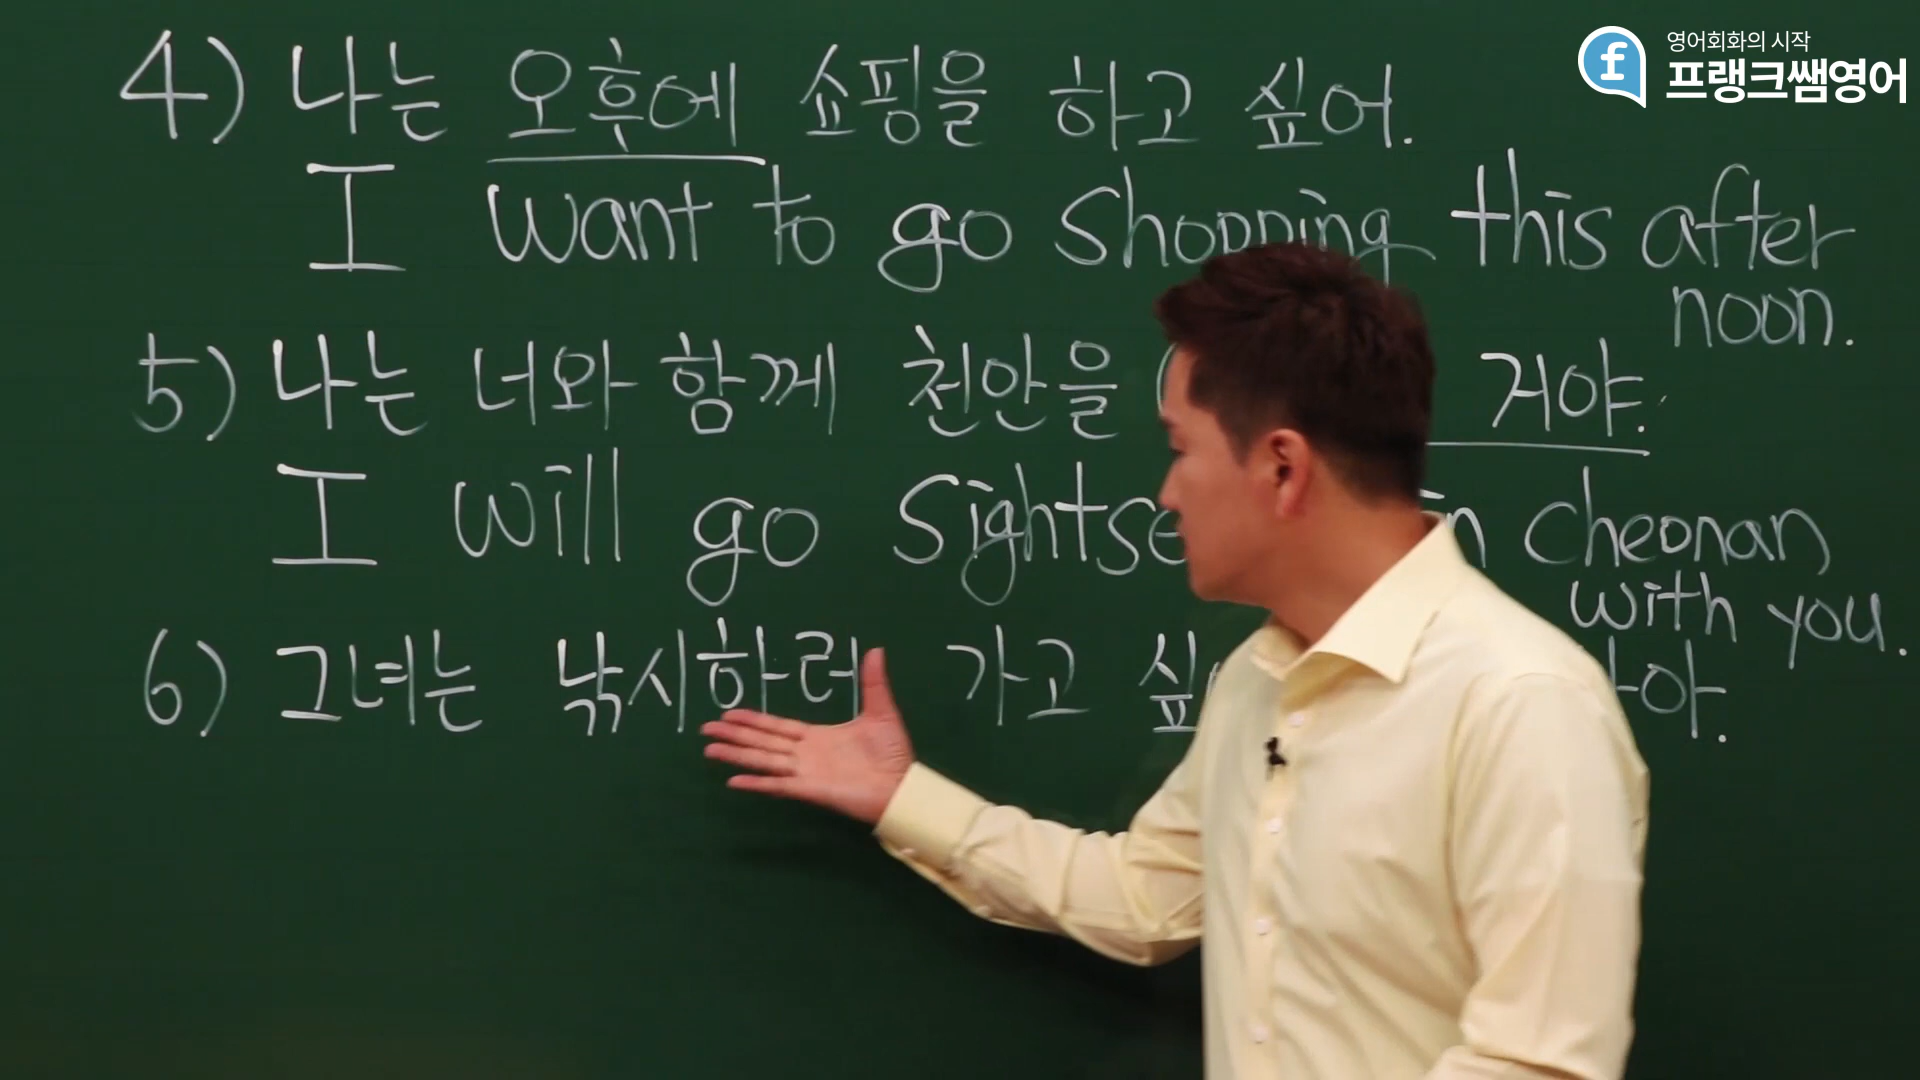 영어회화의 시작
프랭크쌤영어
4) 나는 오후에 쇼핑을 하고 싶어.
I want to go shopping this after
noon.
5) 나는 너와 함께 천안을 거야.
I will go in cheonan
with you.
6) 그녀는 낚시하러 가고